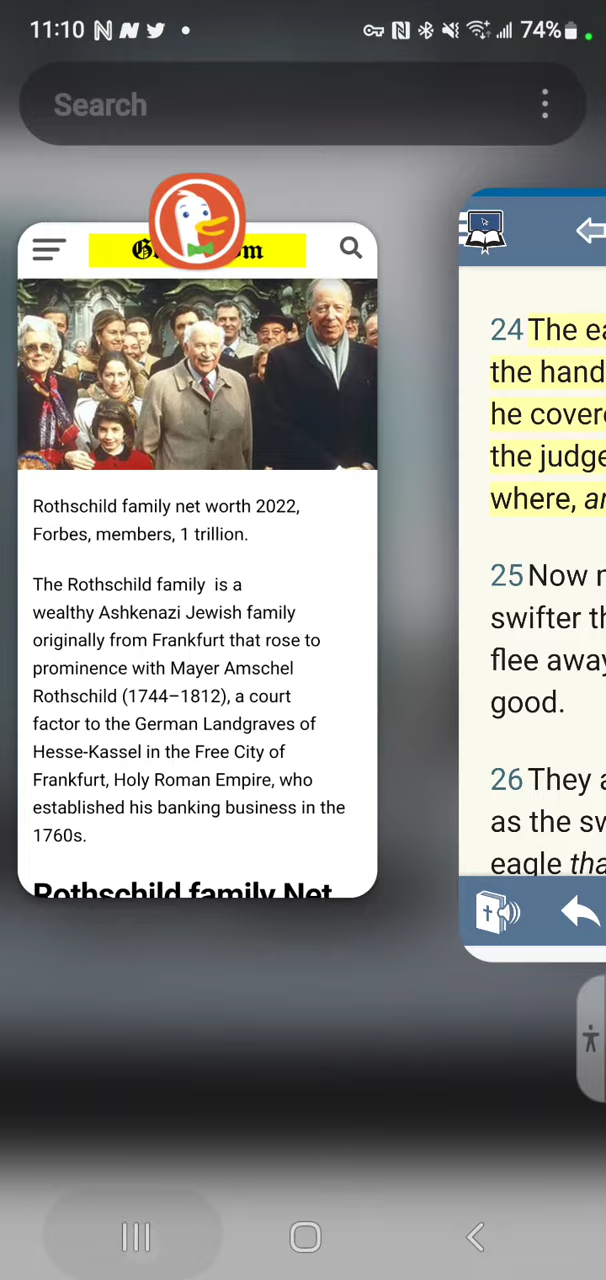 11:10
74%
Search
Rothschild family net worth 2022,
Forbes, members, 1 trillion.
The Rothschild family is a
wealthy Ashkenazi Jewish family
originally from Frankfurt that rose to
prominence with Mayer Amschel
Rothschild (1744–1812), a court
factor to the German Landgraves of
Hesse-Kassel in the Free City of
Frankfurt, Holy Roman Empire, who
established his banking business in the
1760s.
Rothschild family Net
24 The ea
the hand
he cover
the judge
where, a
25 Now m
swifter th
flee away
good.
26 They a
as the sw
eagle tha